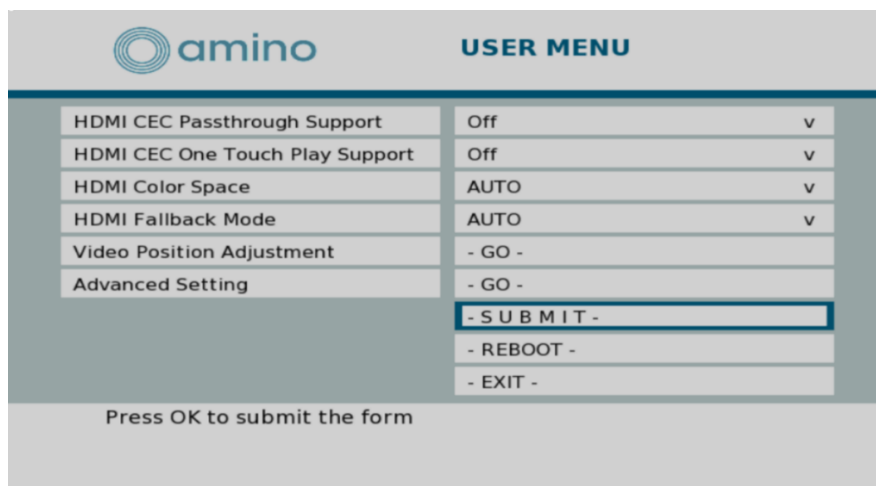 amino USER MENU
HDMI CEC Passthrough Support Off v
HDMI CEC One Touch Play Support Off v
HDMI Color Space AUTO v
HDMI Fallback Mode AUTO v
Video Position Adjustment - GO -
Advanced Setting - GO -
- S U B M I T -
- REBOOT -
- EXIT -
Press OK to submit the form